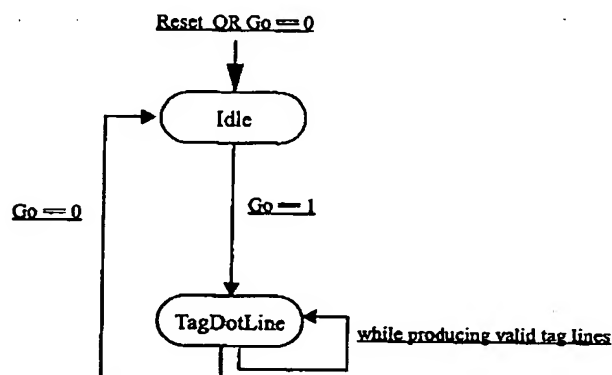 Reset OR Go == 0
Idle
Go == 0
Go == 1
TagDotLine
while producing valid tag lines